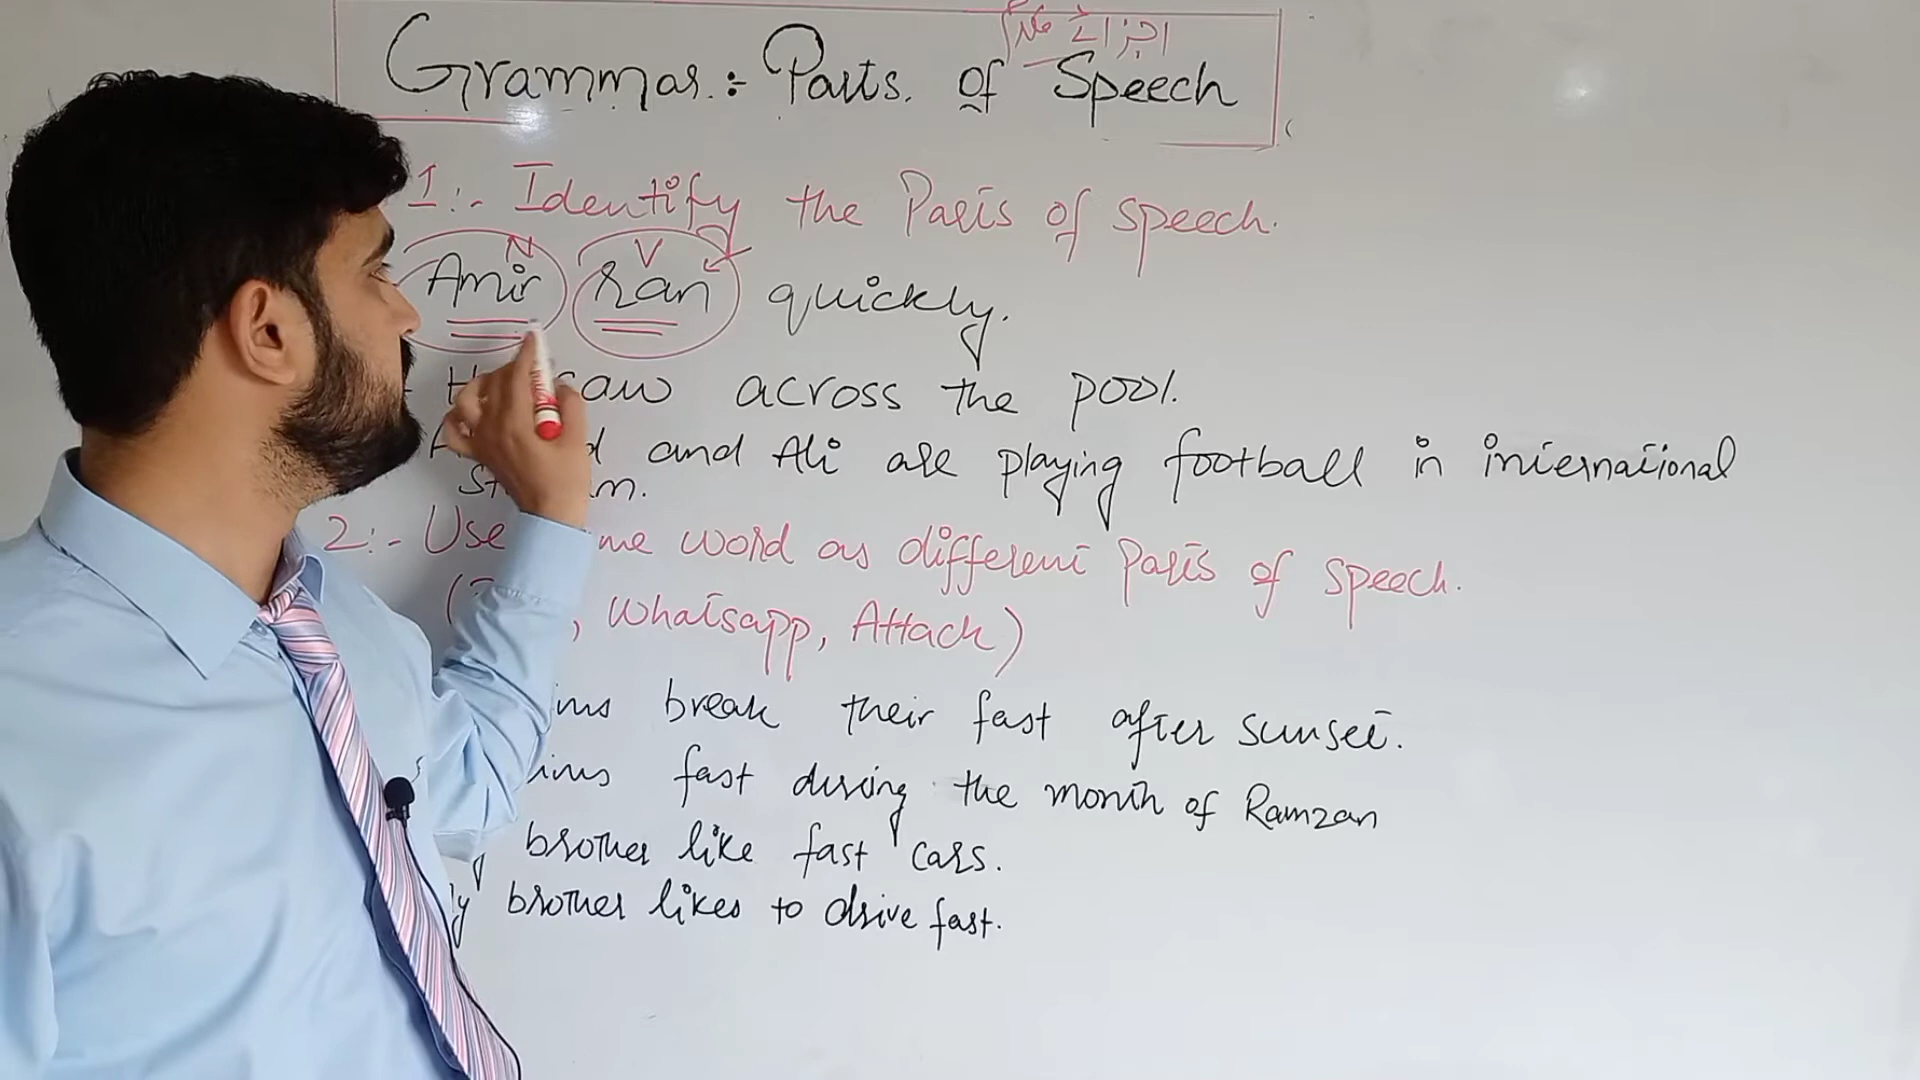 اجزائے کلام
Grammar:- Parts of Speech
1:- Identify the Parts of speech.
N V
Amir ran quickly.
saw across the pool.
and Ali are playing football in international
2:- Use word as different Parts of speech.
, Whatsapp, Attack)
break their fast after sunset.
fast during the month of Ramzan
brother like fast cars.
brother likes to drive fast.